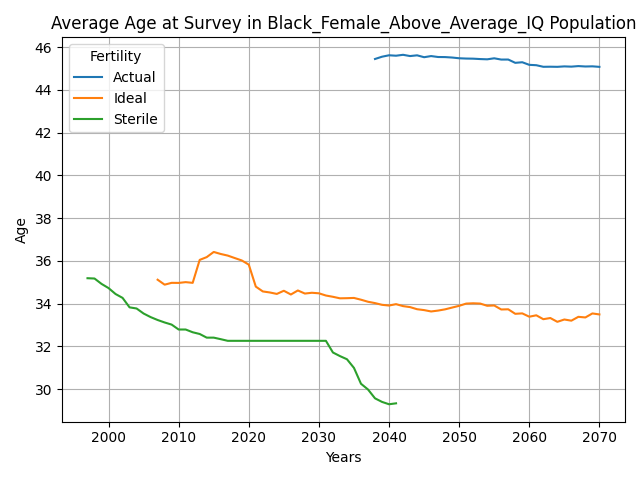 Average Age at Survey in Black_Female_Above_Average_IQ Population
Fertility
Actual
Ideal
Sterile
46
44
42
40
38
36
34
32
30
Age
2000 2010 2020 2030 2040 2050 2060 2070
Years